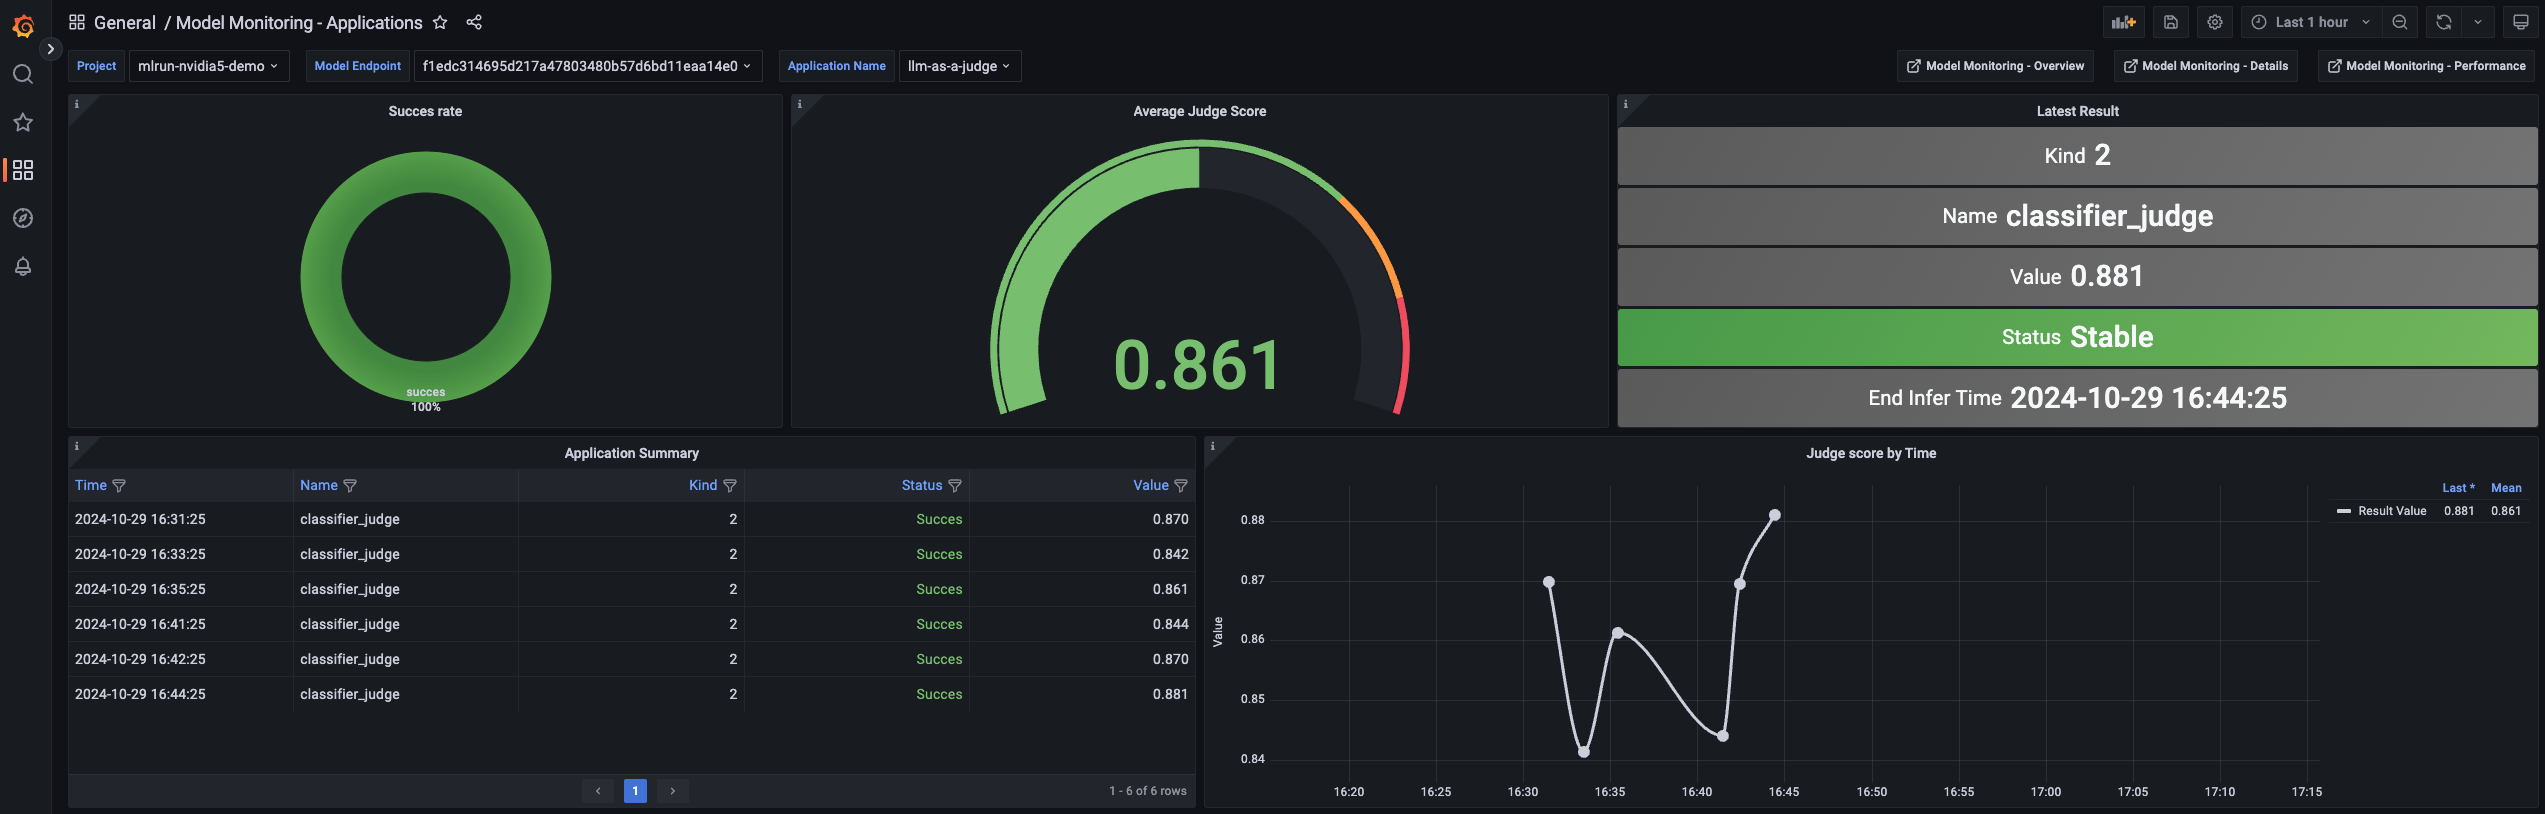 General / Model Monitoring - Applications
Last 1 hour
Project mlrun-nvidia5-demo Model Endpoint f1edc314695d217a47803480b57d6bd11eaa14e0 Application Name llm-as-a-judge
Model Monitoring - Overview Model Monitoring - Details Model Monitoring - Performance
Succes rate
succes
100%
Average Judge Score
0.861
Latest Result
Kind 2
Name classifier_judge
Value 0.881
Status Stable
End Infer Time 2024-10-29 16:44:25
Application Summary
Time Name Kind Status Value
2024-10-29 16:31:25 classifier_judge 2 Succes 0.870
2024-10-29 16:33:25 classifier_judge 2 Succes 0.842
2024-10-29 16:35:25 classifier_judge 2 Succes 0.861
2024-10-29 16:41:25 classifier_judge 2 Succes 0.844
2024-10-29 16:42:25 classifier_judge 2 Succes 0.870
2024-10-29 16:44:25 classifier_judge 2 Succes 0.881
1
1 - 6 of 6 rows
Judge score by Time
Last * Mean
Result Value 0.881 0.861
Value
0.88
0.87
0.86
0.85
0.84
16:20 16:25 16:30 16:35 16:40 16:45 16:50 16:55 17:00 17:05 17:10 17:15